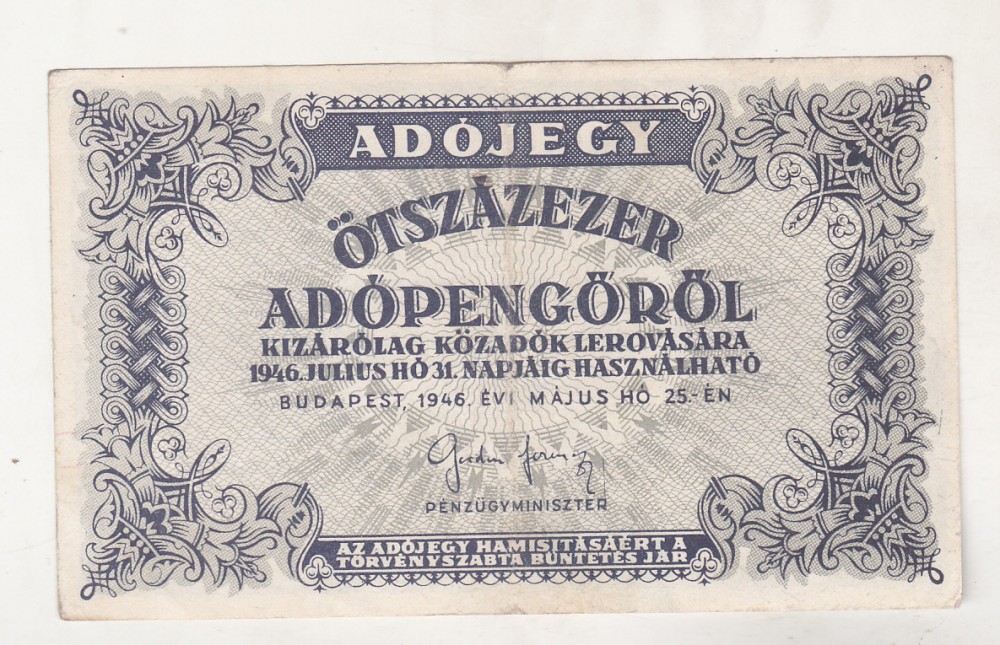 ADÓJEGY
ÖTSZÁZEZER
ADÓPENGŐRŐL
KIZÁRÓLAG KÖZADÓK LEROVÁSÁRA
1946. JULIUS HÓ 31. NAPJÁIG HASZNÁLHATÓ
BUDAPEST, 1946. ÉVI MÁJUS HÓ 25.-ÉN
PÉNZÜGYMINISZTER
AZ ADÓJEGY HAMISITÁSÁÉRT A
TÖRVÉNYSZABTA BÜNTETÉS JÁR